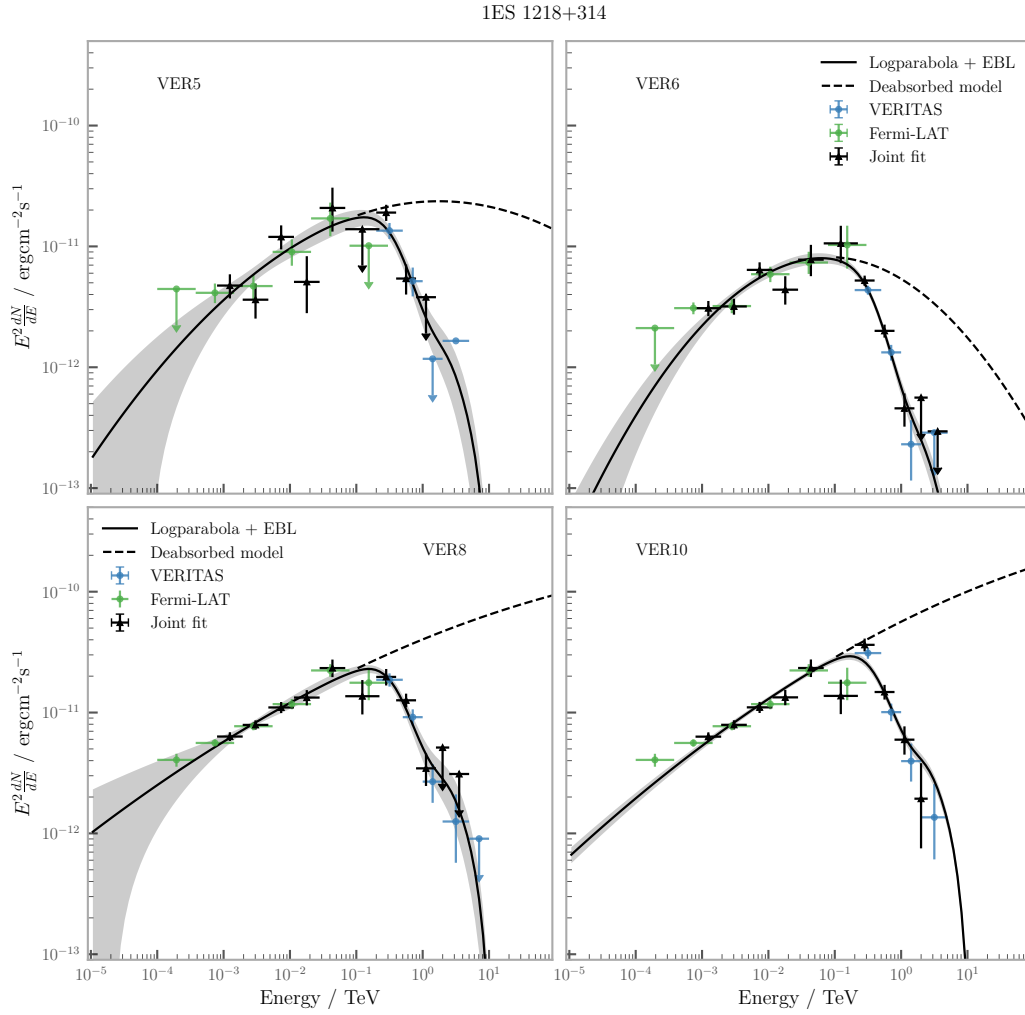 1ES 1218+314
VER5
10^{-10}
10^{-11}
10^{-12}
10^{-13}
E^2 \frac{dN}{dE} / ergcm^{-2}s^{-1}
VER6
Logparabola + EBL
Deabsorbed model
VERITAS
Fermi-LAT
Joint fit
Logparabola + EBL
Deabsorbed model
VERITAS
Fermi-LAT
Joint fit
VER8
10^{-10}
10^{-11}
10^{-12}
10^{-13}
E^2 \frac{dN}{dE} / ergcm^{-2}s^{-1}
10^{-5} 10^{-4} 10^{-3} 10^{-2} 10^{-1} 10^{0} 10^{1}
Energy / TeV
VER10
10^{-5} 10^{-4} 10^{-3} 10^{-2} 10^{-1} 10^{0} 10^{1}
Energy / TeV